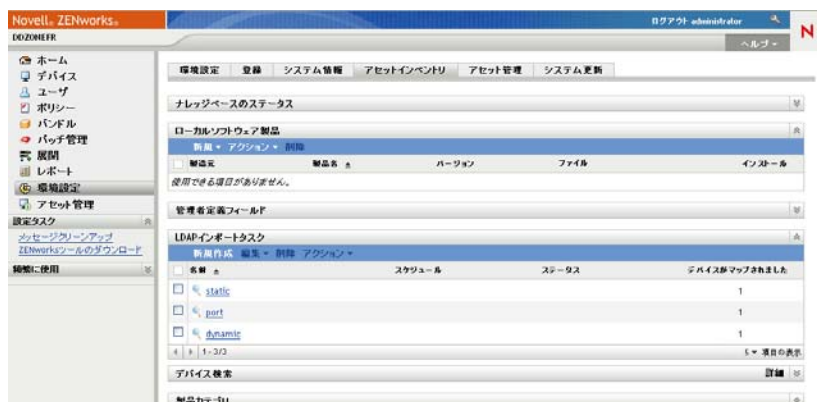 Novell® ZENworks®
ログアウト administrator
DDZONEFR
ヘルプ
N
ホーム
デバイス
ユーザ
ポリシー
バンドル
パッチ管理
展開
レポート
環境設定
アセット管理
設定タスク
メッセージクリーンアップ
ZENworksツールのダウンロード
頻繁に使用
環境設定 登録 システム情報 アセットインベントリ アセット管理 システム更新
ナレッジベースのステータス
ローカルソフトウェア製品
新規 アクション 削除
製造元 製品名 バージョン ファイル インストール
使用できる項目がありません。
管理者定義フィールド
LDAPインポートタスク
新規作成 編集 削除 アクション
名前 スケジュール ステータス デバイスがマップされました
static 1
port 1
dynamic 1
1 - 3/3 5 項目の表示
デバイス検索 詳細
製品カテゴリ